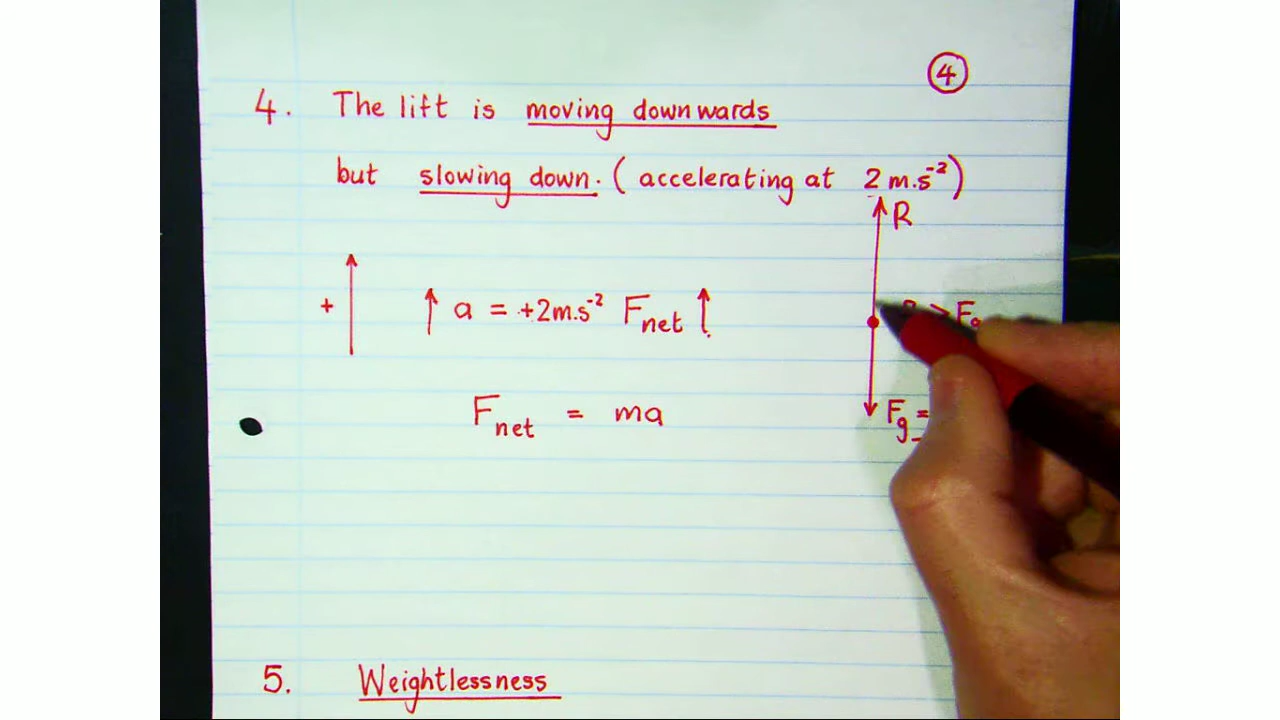 4
4. The lift is moving downwards
but slowing down. ( accelerating at 2 m.s⁻²)
R
+ a = +2m.s⁻² Fnet > Fg
Fnet = ma Fg =
5. Weightlessness